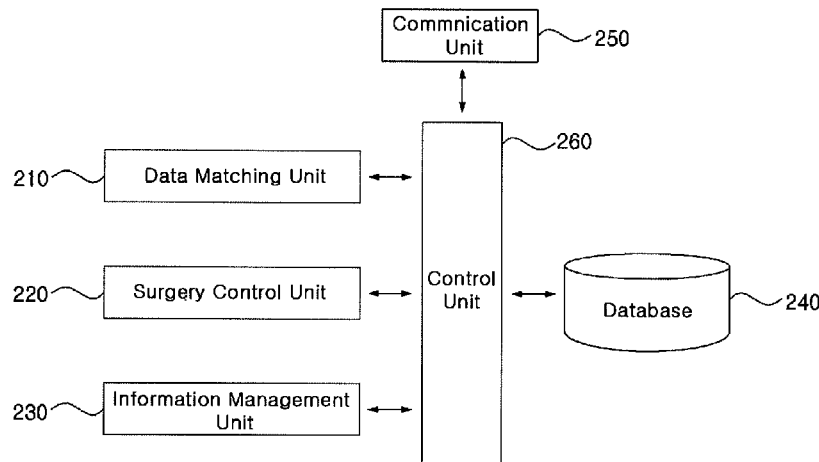 Commnication
Unit
250
260
210
Data Matching Unit
220
Surgery Control Unit
Control
Unit
Database
240
230
Information Management
Unit